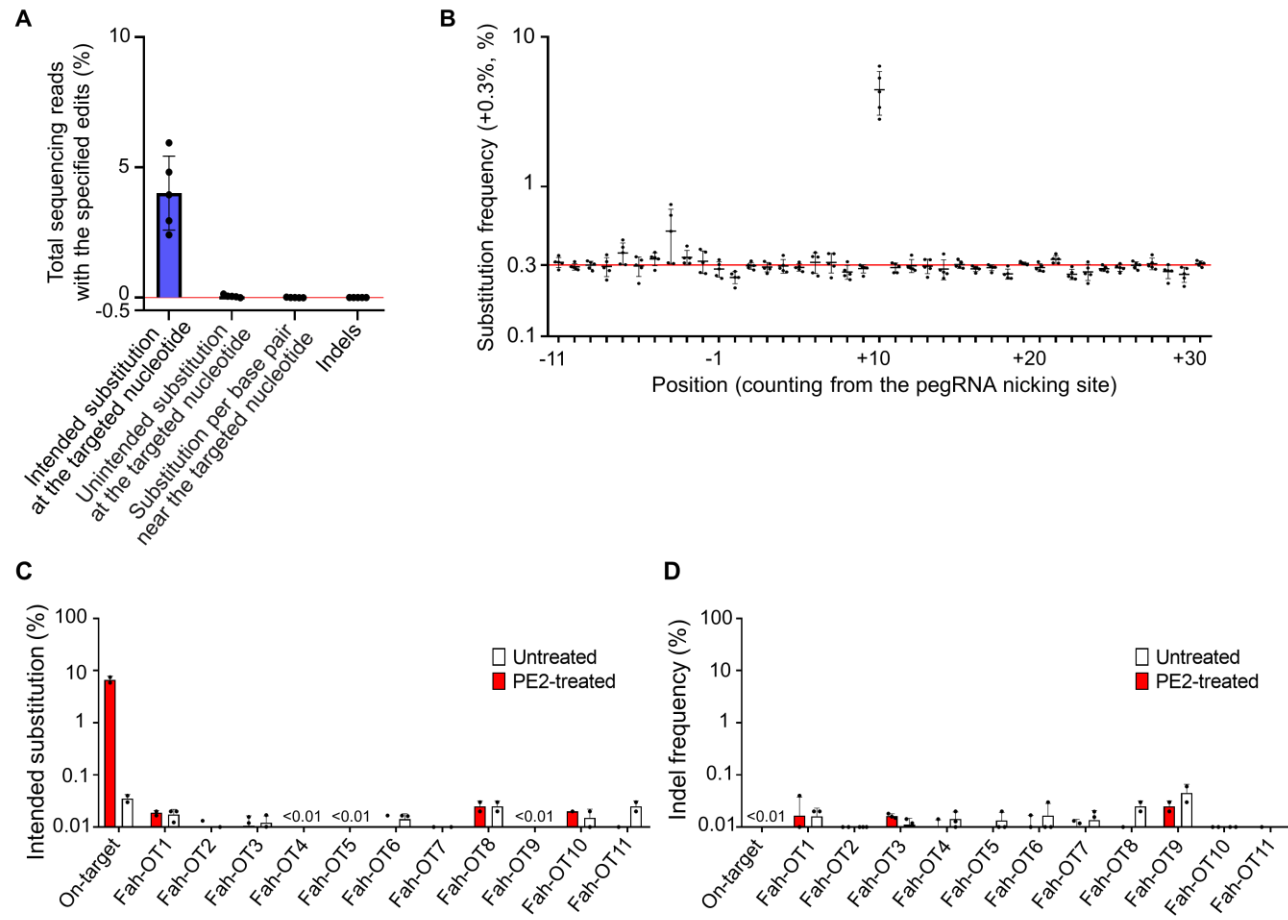 A
Total sequencing reads
with the specified edits (%)
10
5
0
-0.5
Intended substitution
at the targeted nucleotide
Unintended substitution
at the targeted nucleotide
Substitution per base pair
near the targeted nucleotide
Indels
B
Substitution frequency (+0.3%, %)
10
1
0.3
0.1
-11
-1
+10
+20
+30
Position (counting from the pegRNA nicking site)
C
Intended substitution (%)
100
10
1
0.1
0.01
Untreated
PE2-treated
<0.01
<0.01
<0.01
On-target
Fah-OT1
Fah-OT2
Fah-OT3
Fah-OT4
Fah-OT5
Fah-OT6
Fah-OT7
Fah-OT8
Fah-OT9
Fah-OT10
Fah-OT11
D
Indel frequency (%)
100
10
1
0.1
0.01
Untreated
PE2-treated
<0.01
On-target
Fah-OT1
Fah-OT2
Fah-OT3
Fah-OT4
Fah-OT5
Fah-OT6
Fah-OT7
Fah-OT8
Fah-OT9
Fah-OT10
Fah-OT11